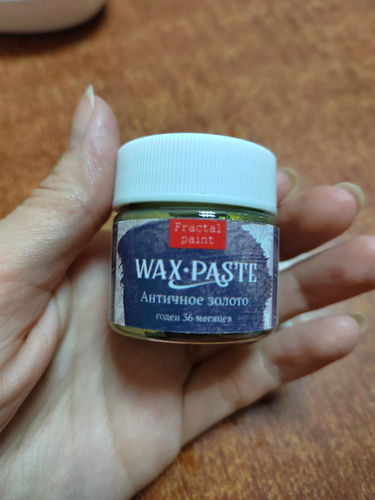 Fractal
paint
WAX•PASTE
Античное золото
годен 36 месяцев